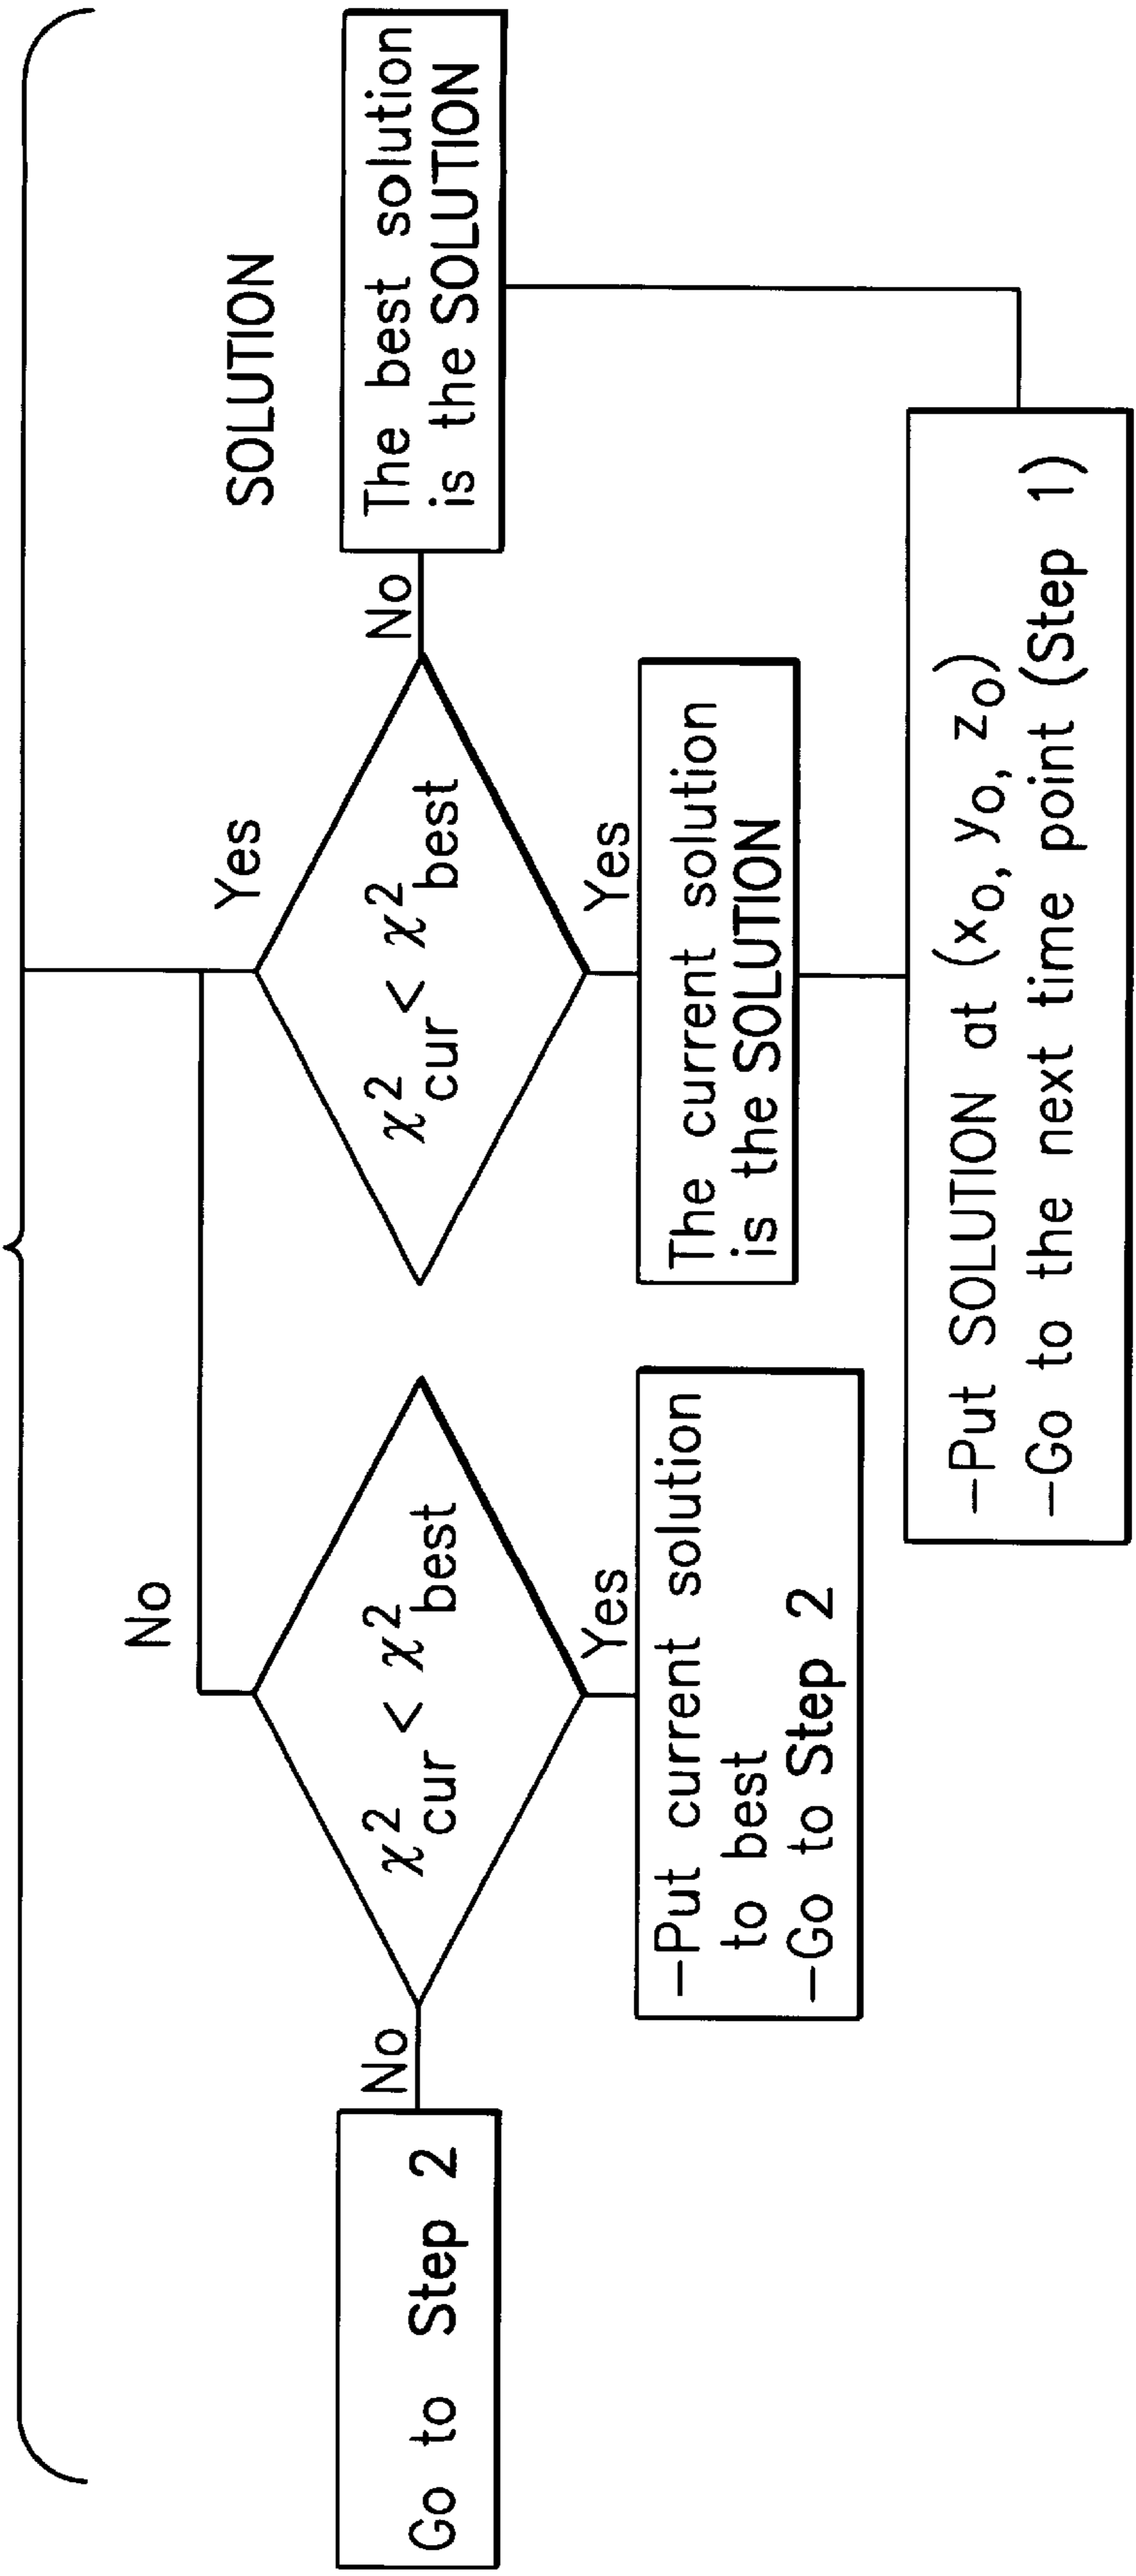 No
Yes
SOLUTION
χ²cur < χ²best
χ²cur < χ²best
No
No
Go to Step 2
The best solution
is the SOLUTION
Yes
Yes
–Put current solution
to best
–Go to Step 2
The current solution
is the SOLUTION
–Put SOLUTION at (x₀, y₀, z₀)
–Go to the next time point (Step 1)